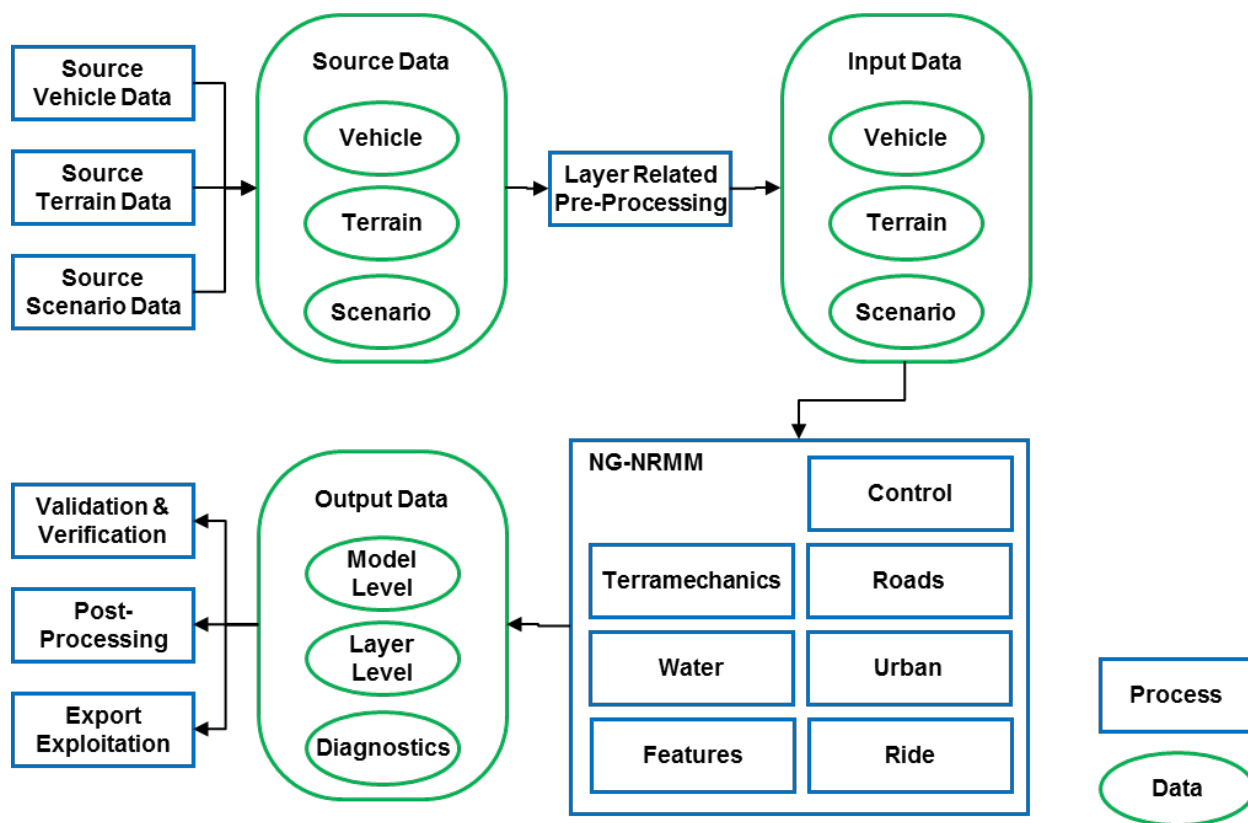 Source
Vehicle Data
Source
Terrain Data
Source
Scenario Data
Source Data
Vehicle
Terrain
Scenario
Layer Related
Pre-Processing
Input Data
Vehicle
Terrain
Scenario
NG-NRMM
Control
Terramechanics
Roads
Water
Urban
Features
Ride
Output Data
Model
Level
Layer
Level
Diagnostics
Validation &
Verification
Post-
Processing
Export
Exploitation
Process
Data